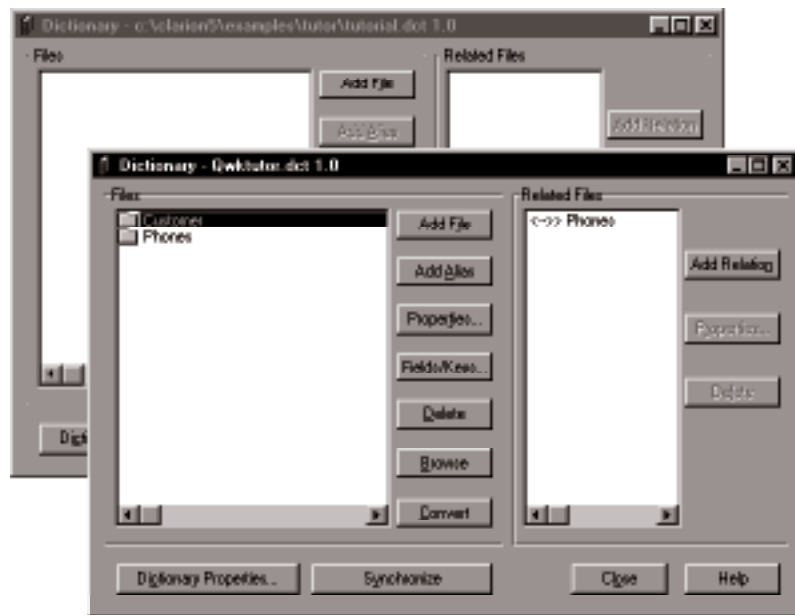 Dictionary - c:\clarion5\examples\tutor\tutorial.dct 1.0
Files
Related Files
Add File
Add Alias
Add Relation
Dictionary - Qwktutor.dct 1.0
Files
Related Files
Customer
Phones
<->> Phones
Add File
Add Alias
Properties...
Fields/Keys...
Delete
Browse
Convert
Add Relation
Properties...
Delete
Dictionary Properties...
Synchronize
Close
Help